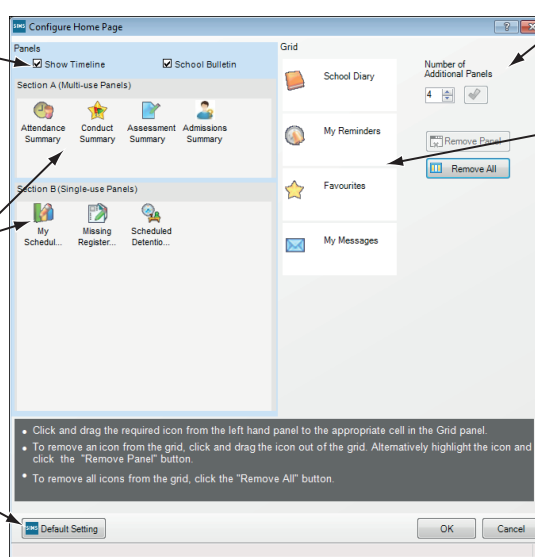 SIMS Configure Home Page
Panels
Show Timeline
School Bulletin
Section A (Multi-use Panels)
Attendance Summary
Conduct Summary
Assessment Summary
Admissions Summary
Section B (Single-use Panels)
My Schedul...
Missing Register...
Scheduled Detentio...
Grid
School Diary
My Reminders
Favourites
My Messages
Number of
Additional Panels
4
Remove Panel
Remove All
• Click and drag the required icon from the left hand panel to the appropriate cell in the Grid panel.
• To remove an icon from the grid, click and drag the icon out of the grid. Alternatively highlight the icon and
click the "Remove Panel" button.
• To remove all icons from the grid, click the "Remove All" button.
SIMS Default Setting
OK
Cancel